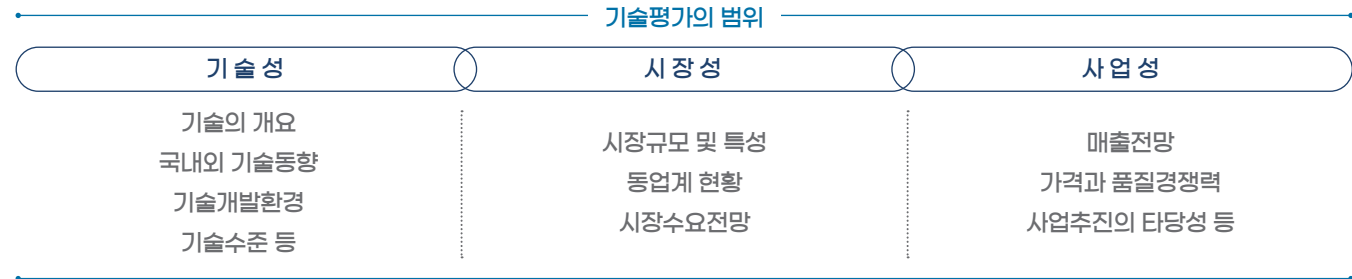 기술평가의 범위
기 술 성
시 장 성
사 업 성
기술의 개요
국내외 기술동향
기술개발환경
기술수준 등
시장규모 및 특성
동업계 현황
시장수요전망
매출전망
가격과 품질경쟁력
사업추진의 타당성 등